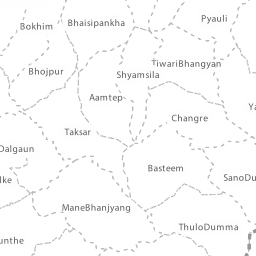 Pyauli
Bhaisipankha
Bokhim
TiwariBhangyan
Bhojpur
Shyamsila
Aamtep
Ya
Changre
Taksar
Dalgaun
Basteem
SanoDu
lke
ManeBhanjyang
ThuloDumma
unthe